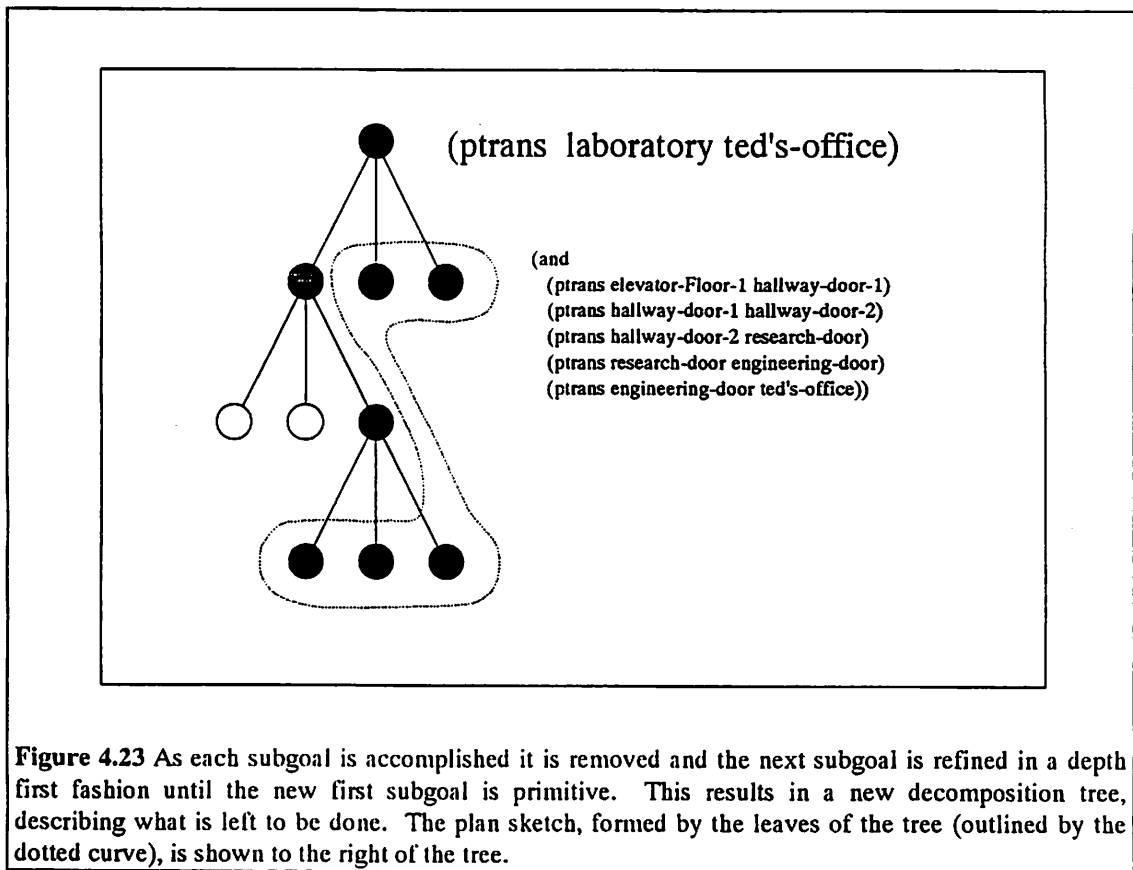 (ptrans laboratory ted's-office)
(and
(ptrans elevator-Floor-1 hallway-door-1)
(ptrans hallway-door-1 hallway-door-2)
(ptrans hallway-door-2 research-door)
(ptrans research-door engineering-door)
(ptrans engineering-door ted's-office))
Figure 4.23 As each subgoal is accomplished it is removed and the next subgoal is refined in a depth
first fashion until the new first subgoal is primitive. This results in a new decomposition tree,
describing what is left to be done. The plan sketch, formed by the leaves of the tree (outlined by the
dotted curve), is shown to the right of the tree.